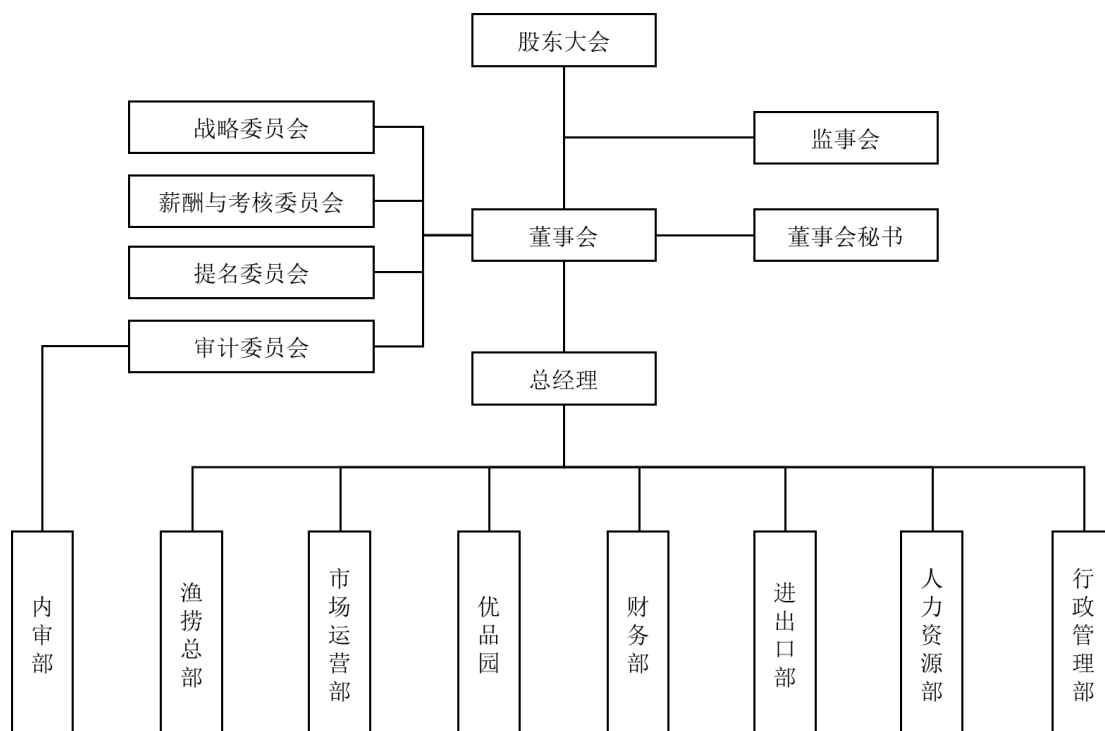 股东大会
战略委员会
监事会
薪酬与考核委员会
董事会
董事会秘书
提名委员会
审计委员会
总经理
内审部
渔捞总部
市场运营部
优品园
财务部
进出口部
人力资源部
行政管理部